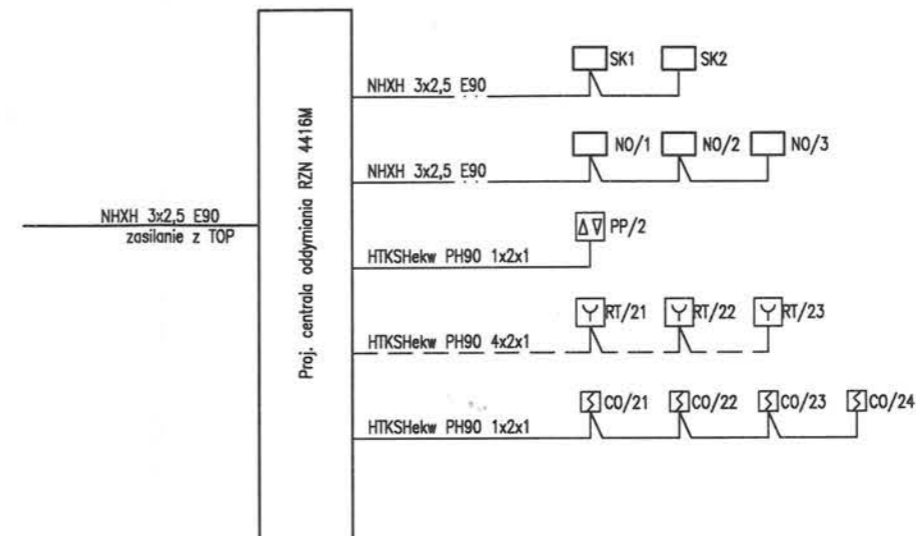 SK1 SK2
NHXH 3x2,5 E90
NO/1 NO/2 NO/3
NHXH 3x2,5 E90
NHXH 3x2,5 E90
zasilanie z TOP
Proj. centrala oddymiania RZN 4416M
PP/2
HTKSHekw PH90 1x2x1
RT/21 RT/22 RT/23
HTKSHekw PH90 4x2x1
CO/21 CO/22 CO/23 CO/24
HTKSHekw PH90 1x2x1